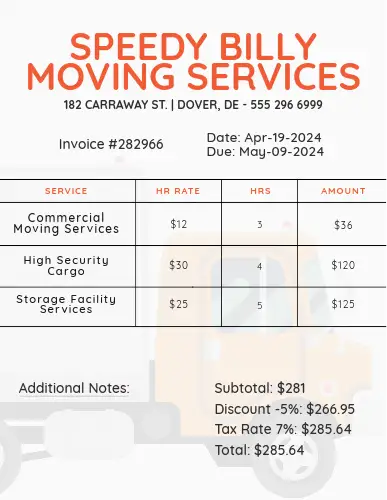 SPEEDY BILLY
MOVING SERVICES
182 CARRAWAY ST. | DOVER, DE - 555 296 6999
Invoice #282966
Date: Apr-19-2024
Due: May-09-2024
SERVICE HR RATE HRS AMOUNT
Commercial
Moving Services $12 3 $36
High Security
Cargo $30 4 $120
Storage Facility
Services $25 5 $125
Additional Notes:
Subtotal: $281
Discount -5%: $266.95
Tax Rate 7%: $285.64
Total: $285.64